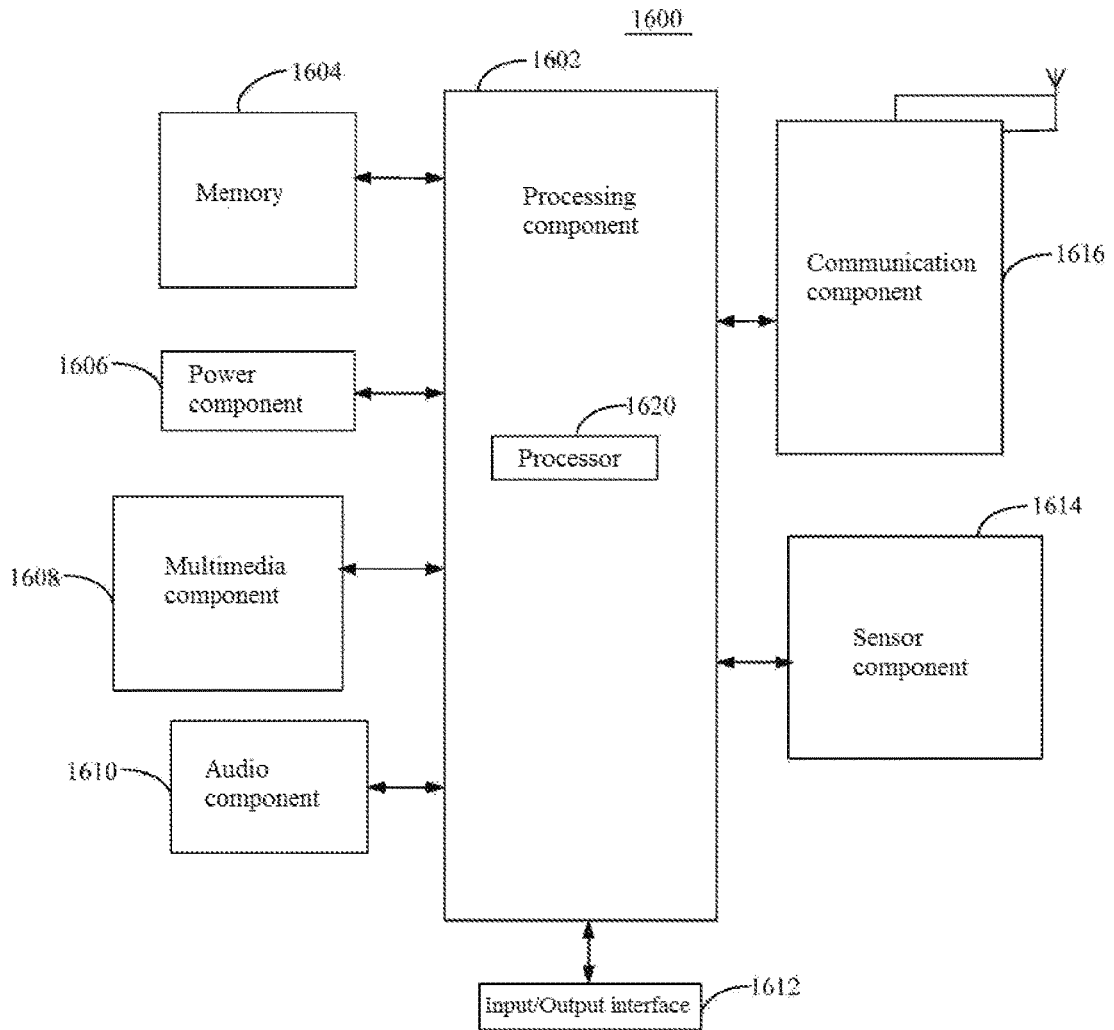 1600
1602
1604
Memory
Processing
component
Communication
component
1616
1606
Power
component
1620
Processor
1614
Multimedia
component
1608
Sensor
component
1610
Audio
component
Input/Output interface
1612